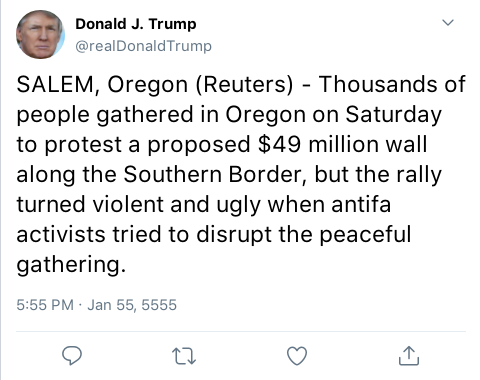 Donald J. Trump
@realDonaldTrump
SALEM, Oregon (Reuters) - Thousands of
people gathered in Oregon on Saturday
to protest a proposed $49 million wall
along the Southern Border, but the rally
turned violent and ugly when antifa
activists tried to disrupt the peaceful
gathering.
5:55 PM · Jan 55, 5555